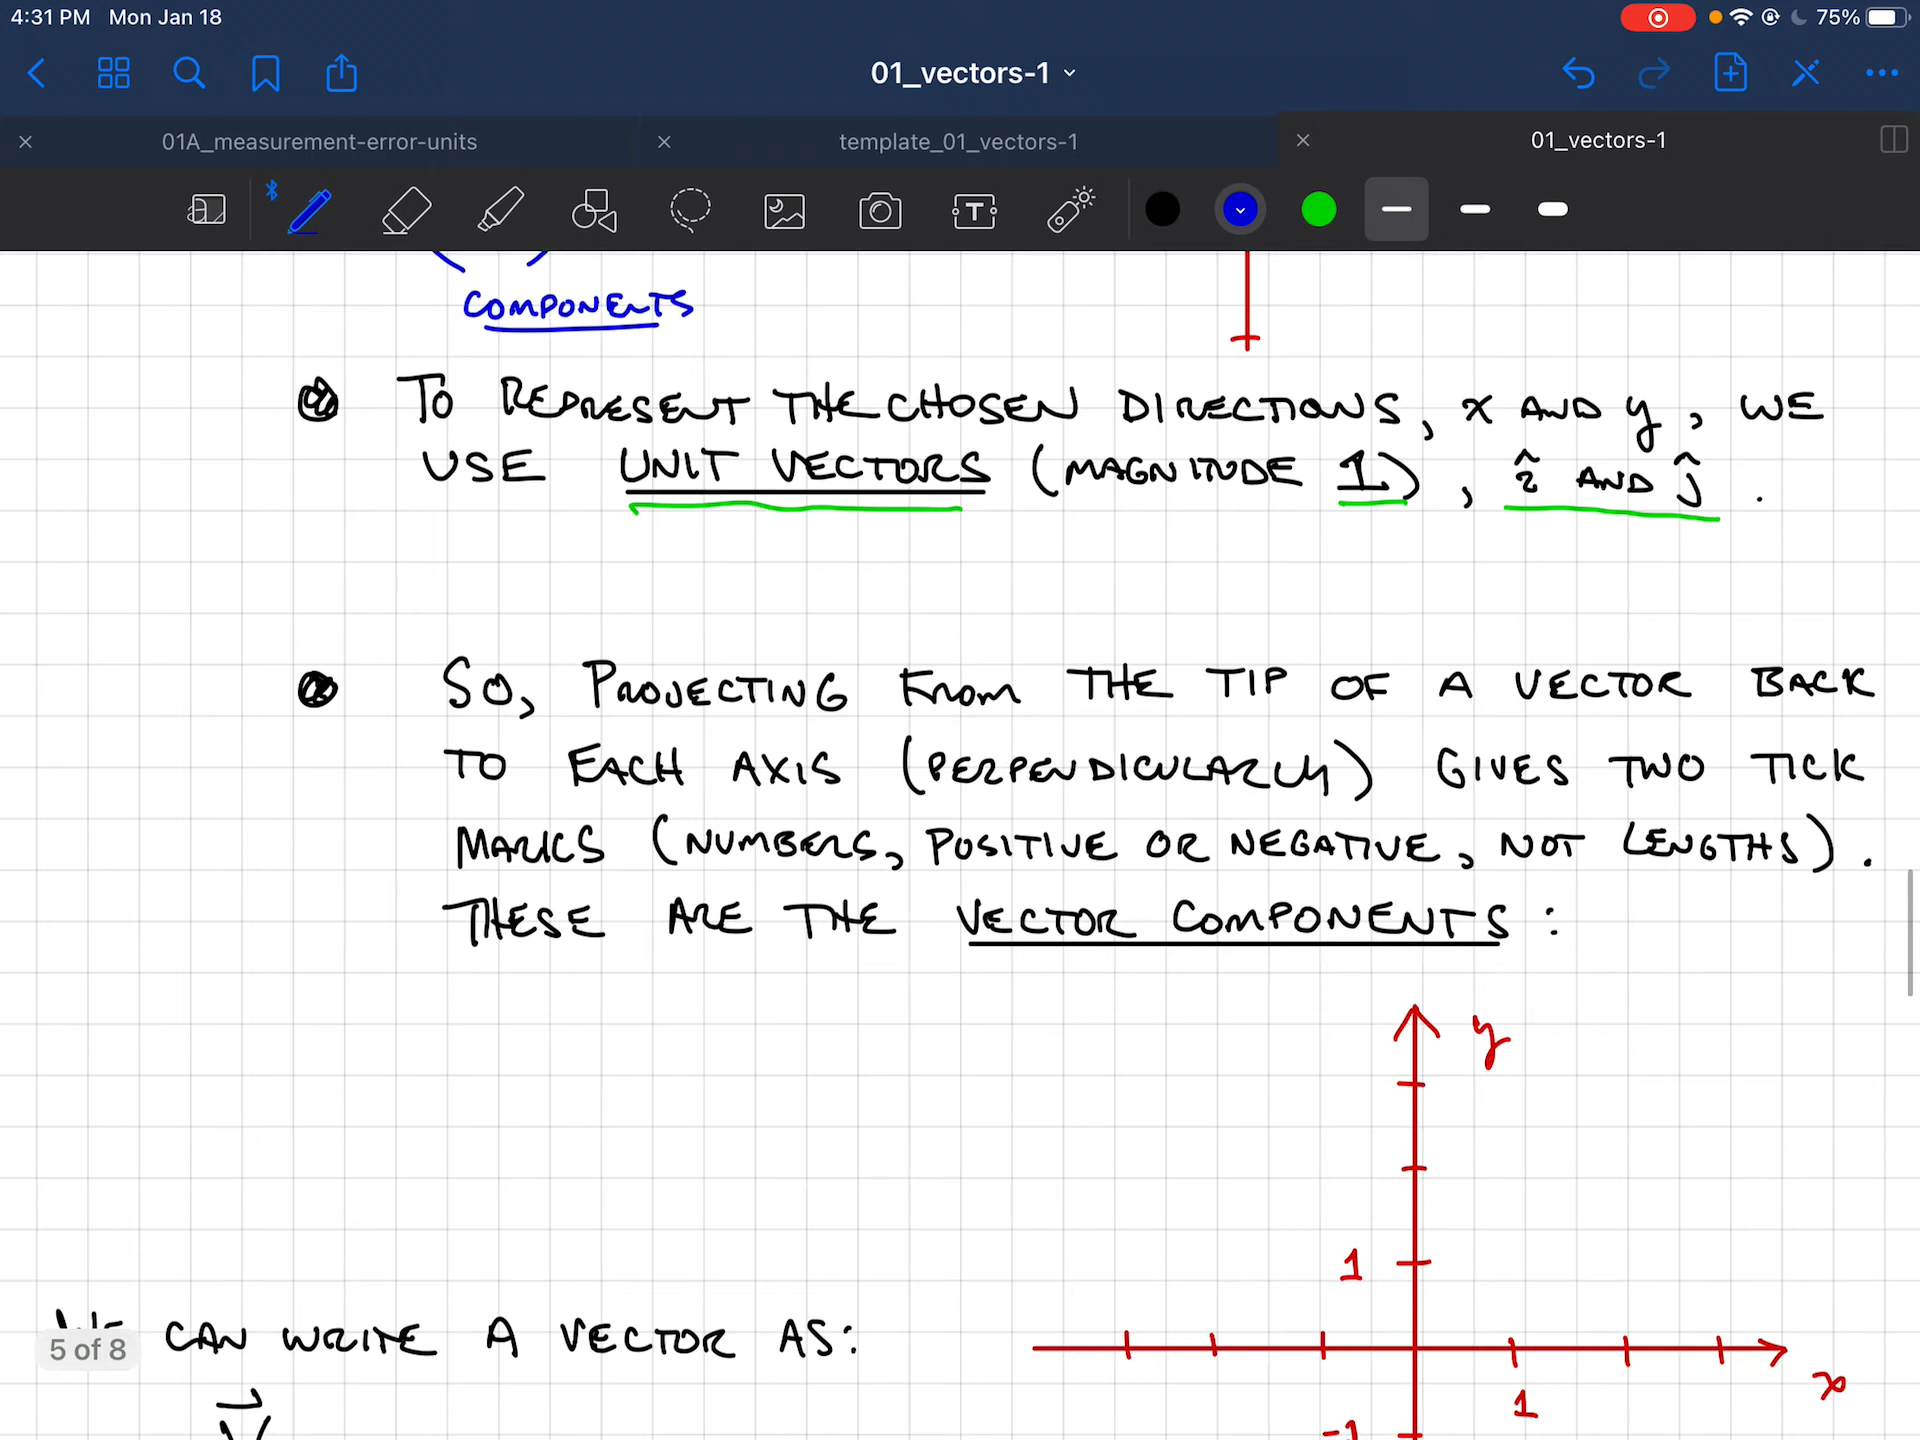 4:31 PM Mon Jan 18
75%
01_vectors-1
01A_measurement-error-units
template_01_vectors-1
01_vectors-1
T
COMPONENTS
TO REPRESENT THE CHOSEN DIRECTIONS, x AND y, WE
USE UNIT VECTORS (MAGNITUDE 1), î AND ĵ.
SO, PROJECTING FROM THE TIP OF A VECTOR BACK
TO EACH AXIS (PERPENDICULARLY) GIVES TWO TICK
MARKS (NUMBERS, POSITIVE OR NEGATIVE, NOT LENGTHS).
THESE ARE THE VECTOR COMPONENTS:
y
1
5 of 8
CAN WRITE A VECTOR AS:
x
1
-1